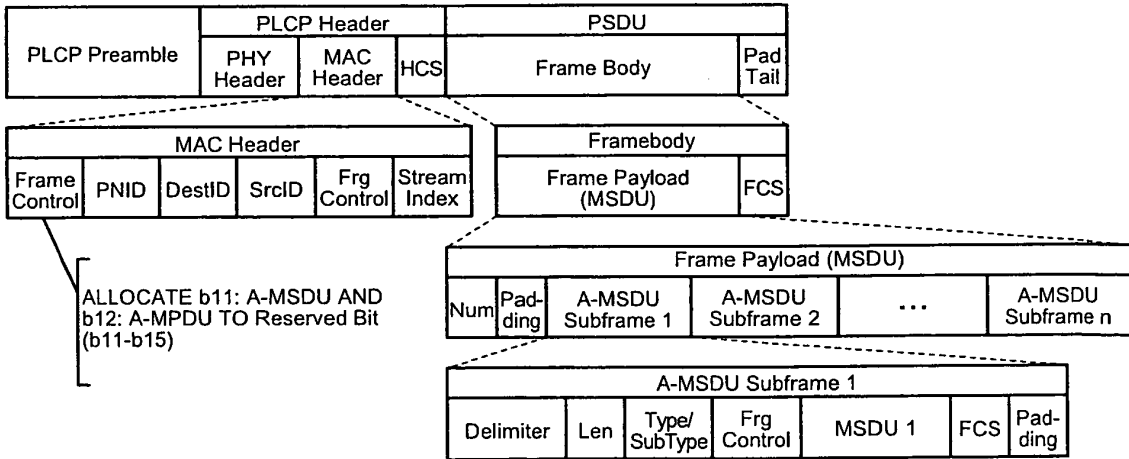 PLCP Preamble
PLCP Header
PSDU
PHY
Header
MAC
Header
HCS
Frame Body
Pad
Tail
MAC Header
Frame
Control
PNID
DestID
SrcID
Frg
Control
Stream
Index
Framebody
Frame Payload
(MSDU)
FCS
ALLOCATE b11: A-MSDU AND
b12: A-MPDU TO Reserved Bit
(b11-b15)
Frame Payload (MSDU)
Num
Pad-
ding
A-MSDU
Subframe 1
A-MSDU
Subframe 2
...
A-MSDU
Subframe n
A-MSDU Subframe 1
Delimiter
Len
Type/
SubType
Frg
Control
MSDU 1
FCS
Pad-
ding